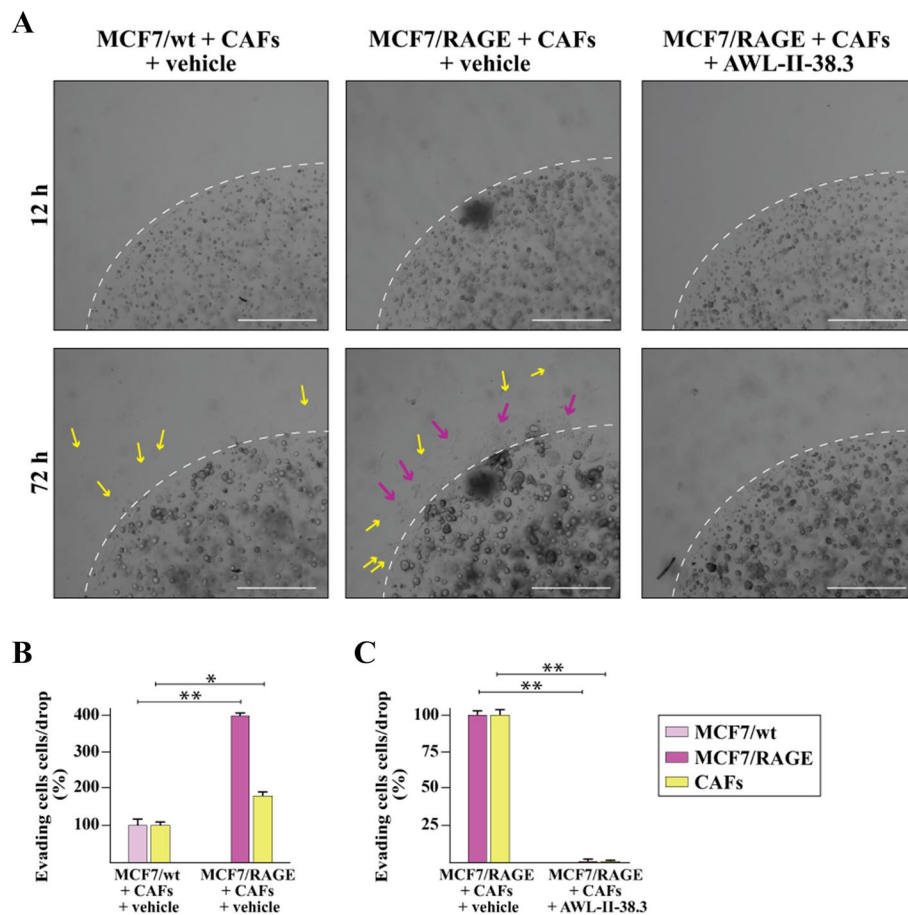 A
MCF7/wt + CAFs
+ vehicle
MCF7/RAGE + CAFs
+ vehicle
MCF7/RAGE + CAFs
+ AWL-II-38.3
12 h
72 h
B
Evading cells cells/drop
(%)
400
300
200
100
*
**
MCF7/wt
+ CAFs
+ vehicle
MCF7/RAGE
+ CAFs
+ vehicle
C
Evading cells cells/drop
(%)
100
75
50
25
**
**
MCF7/RAGE
+ CAFs
+ vehicle
MCF7/RAGE
+ CAFs
+ AWL-II-38.3
MCF7/wt
MCF7/RAGE
CAFs